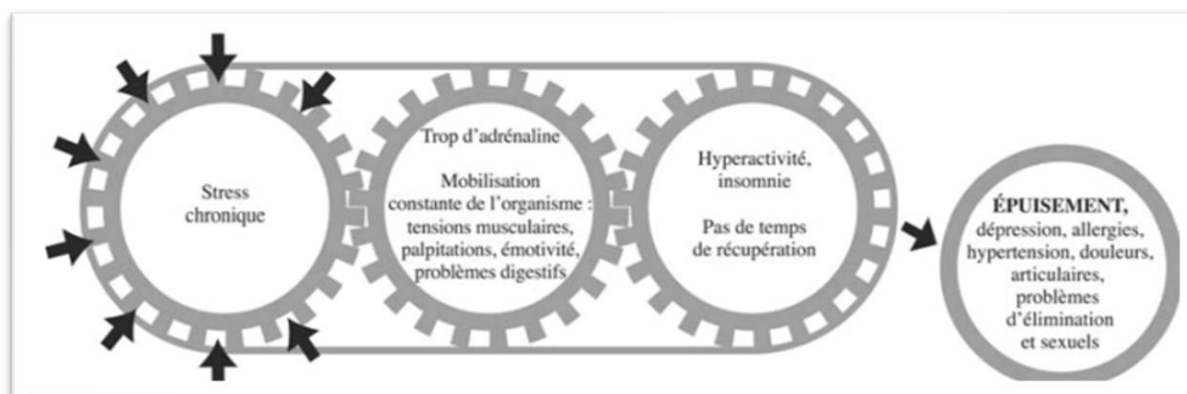 Stress
chronique
Trop d'adrénaline
Mobilisation
constante de l'organisme :
tensions musculaires,
palpitations, émotivité,
problèmes digestifs
Hyperactivité,
insomnie
Pas de temps
de récupération
ÉPUISEMENT,
dépression, allergies,
hypertension, douleurs,
articulaires,
problèmes
d'élimination
et sexuels